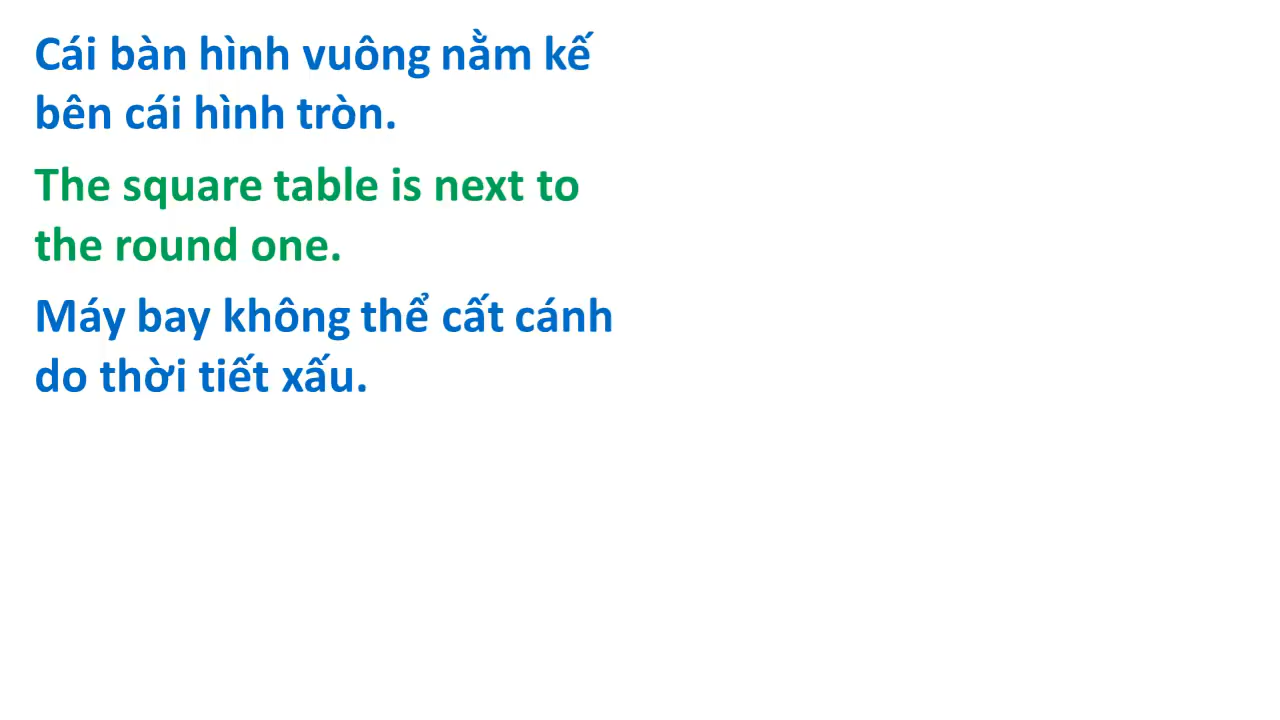 Cái bàn hình vuông nằm kế
bên cái hình tròn.
The square table is next to
the round one.
Máy bay không thể cất cánh
do thời tiết xấu.